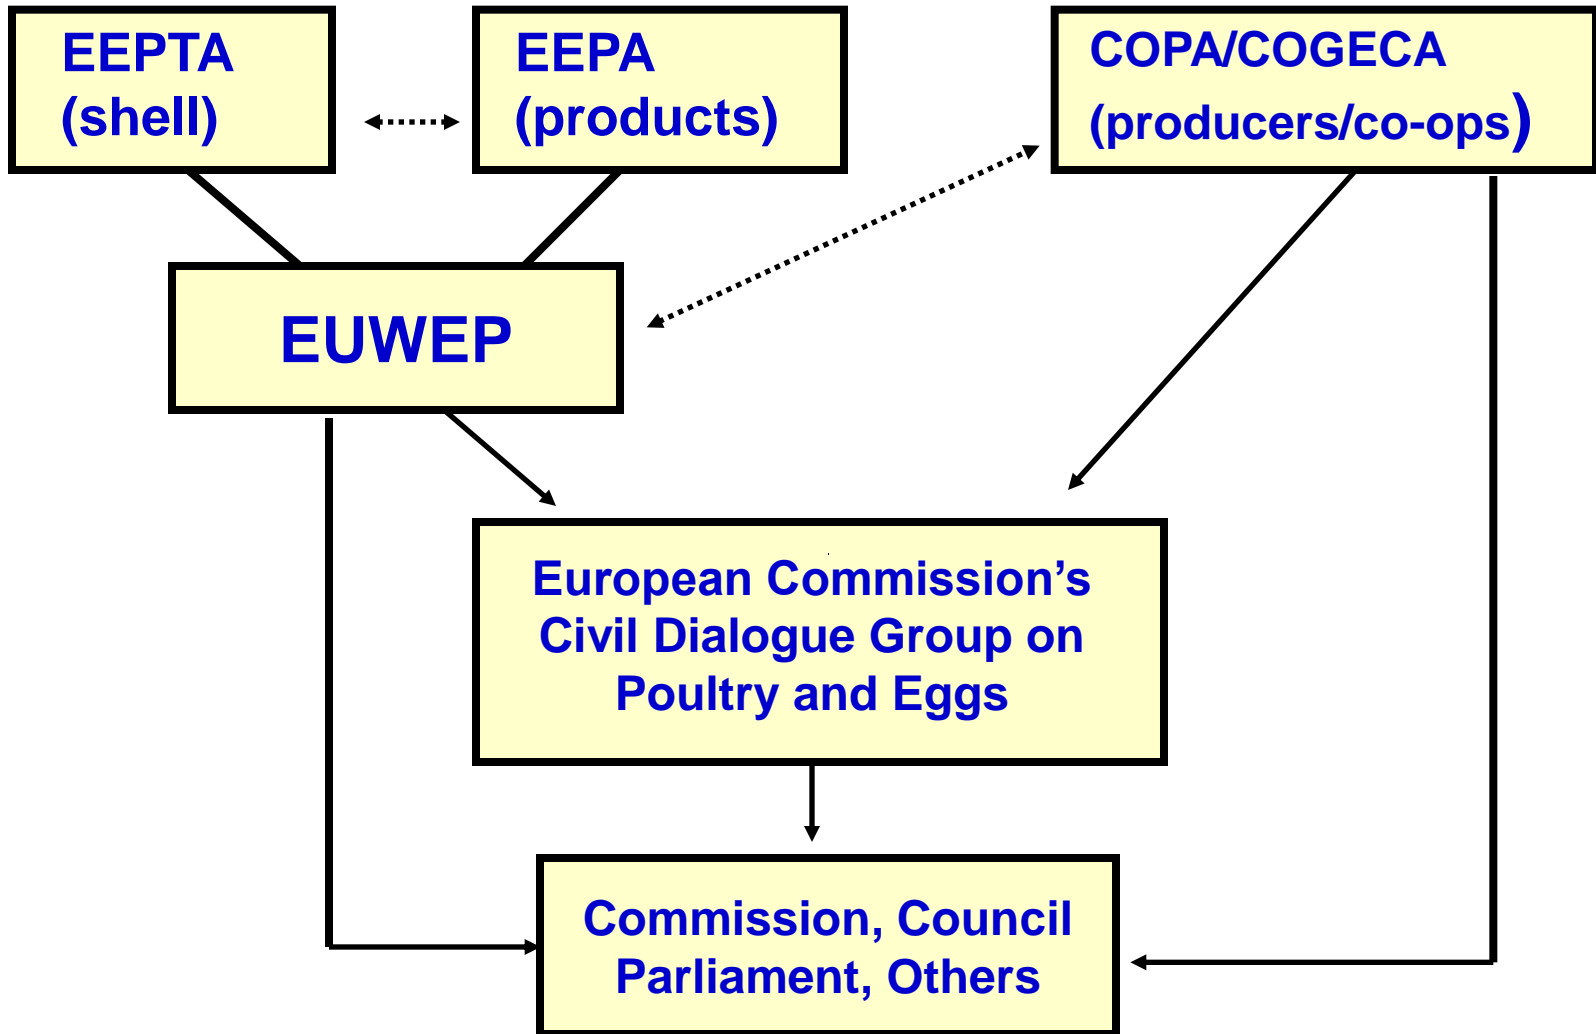 EEPTA
(shell)
EEPA
(products)
COPA/COGECA
(producers/co-ops)
EUWEP
European Commission’s
Civil Dialogue Group on
Poultry and Eggs
Commission, Council
Parliament, Others